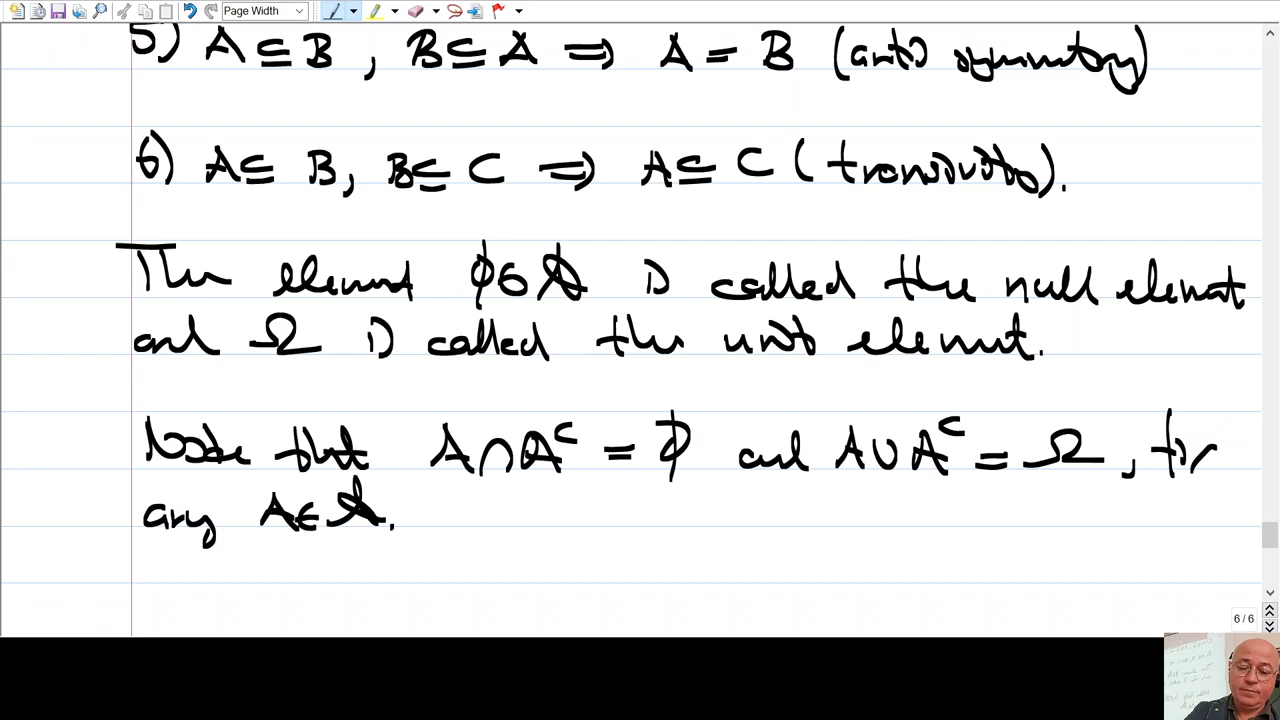 Page Width
5) A ⊆ B , B ⊆ A ⟹ A = B (anti symmetry)
6) A ⊆ B, B ⊆ C ⟹ A ⊆ C (transitivity).
The element ϕ ∈ 𝒜 is called the null element
and Ω is called the unit element.
Note that A ∩ A^c = ϕ and A ∪ A^c = Ω, for
any A ∈ 𝒜.
6 / 6